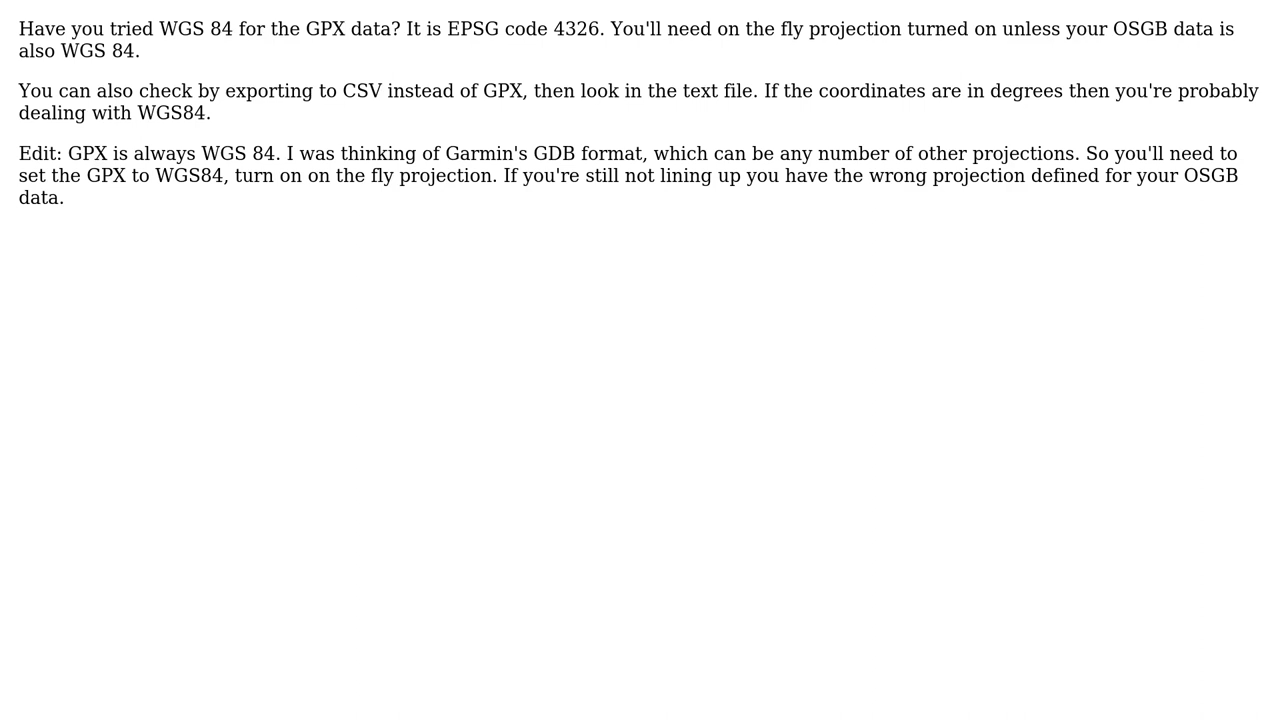 Have you tried WGS 84 for the GPX data? It is EPSG code 4326. You'll need on the fly projection turned on unless your OSGB data is
also WGS 84.
You can also check by exporting to CSV instead of GPX, then look in the text file. If the coordinates are in degrees then you're probably
dealing with WGS84.
Edit: GPX is always WGS 84. I was thinking of Garmin's GDB format, which can be any number of other projections. So you'll need to
set the GPX to WGS84, turn on on the fly projection. If you're still not lining up you have the wrong projection defined for your OSGB
data.